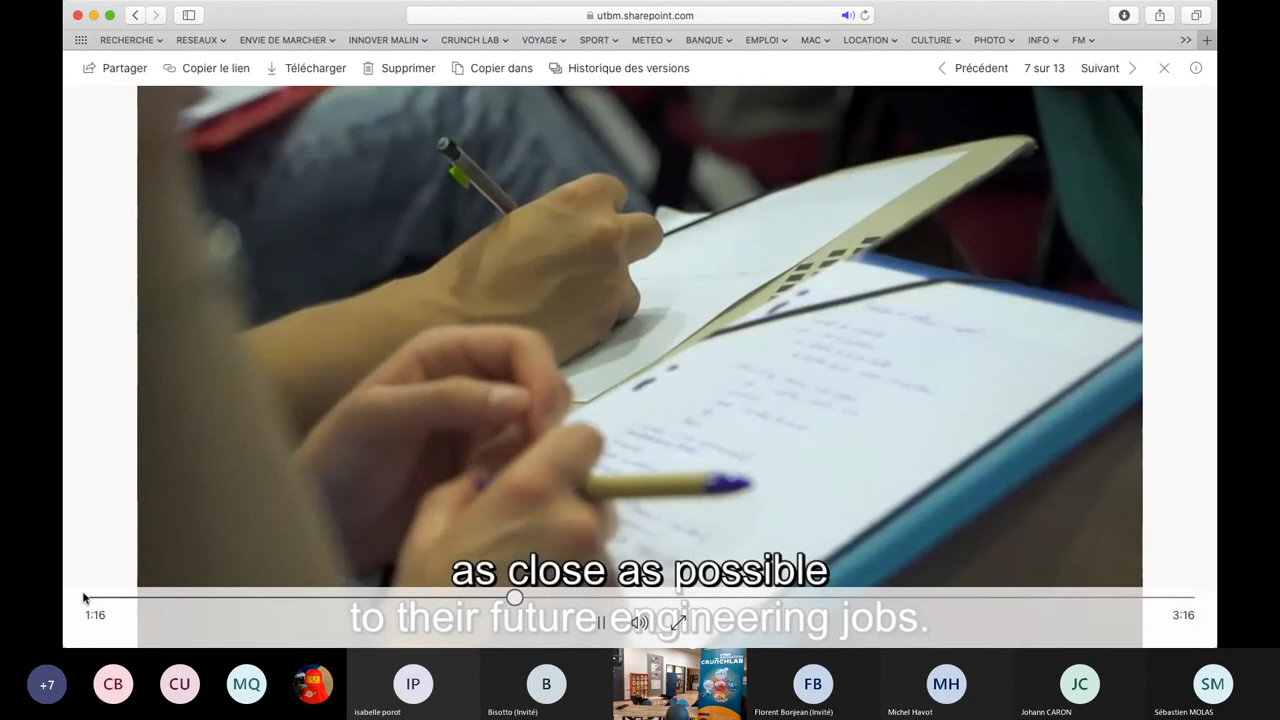 utbm.sharepoint.com
RECHERCHE RESEAUX ENVIE DE MARCHER INNOVER MALIN CRUNCH LAB VOYAGE SPORT METEO BANQUE EMPLOI MAC LOCATION CULTURE PHOTO INFO FM >> +
Partager Copier le lien Télécharger Supprimer Copier dans Historique des versions Précédent 7 sur 13 Suivant
as close as possible
to their future engineering jobs.
1:16 3:16
+7 CB CU MQ IP B CRUNCHLAB FB MH JC SM
isabelle porot Bisotto (Invité) Florent Bonjean (Invité) Michel Havot Johann CARON Sébastien MOLAS